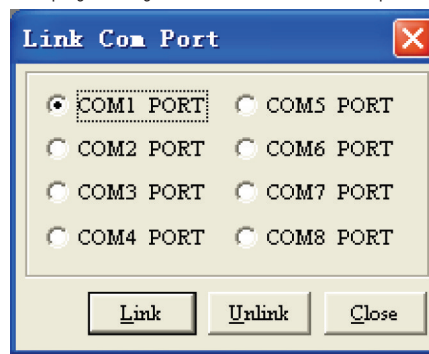 Link Com Port
COM1 PORT COM5 PORT
COM2 PORT COM6 PORT
COM3 PORT COM7 PORT
COM4 PORT COM8 PORT
Link Unlink Close